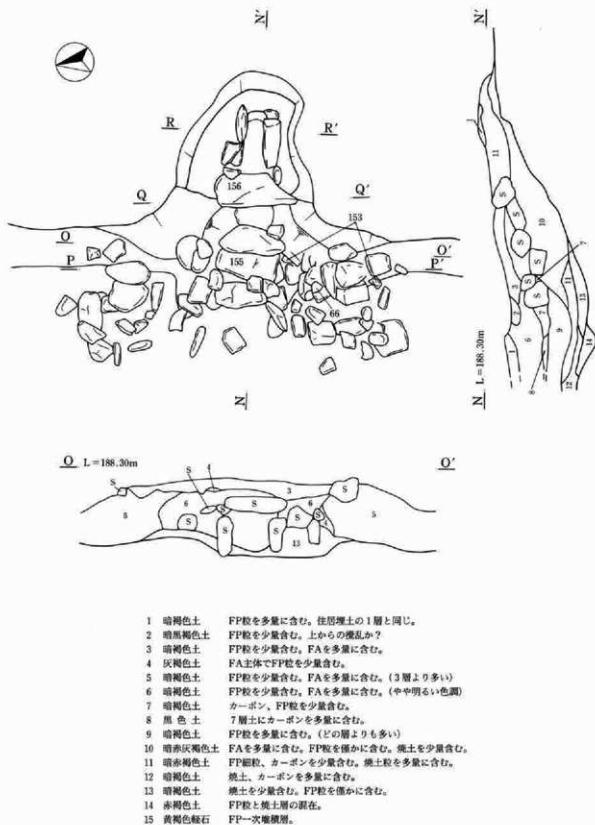 N'
N'
R
R'
11
156
Q
Q'
S
S
10
7
153
O
O'
S
S
P
P'
155
3
S
S
11
13
2
7
66
9
14
1
6
N
N
L=188.30m
8
12
O L=188.30m
O'
S
4
S
3
S
6
S
6
S
5
S
S
S
S
S
4
13
1 暗褐色土 FP粒を多量に含む。住居埋土の1層と同じ。
2 暗黒褐色土 FP粒を少量含む。上からの攪乱か？
3 暗褐色土 FP粒を少量含む。FAを多量に含む。
4 灰褐色土 FA主体でFP粒を少量含む。
5 暗褐色土 FP粒を少量含む。FAを多量に含む。(3層より多い)
6 暗褐色土 FP粒を少量含む。FAを多量に含む。(やや明るい色調)
7 暗褐色土 カーボン、FP粒を少量含む。
8 黒色土 7層土にカーボンを多量に含む。
9 暗褐色土 FP粒を多量に含む。(どの層よりも多い)
10 暗赤灰褐色土 FAを多量に含む。FP粒を僅かに含む。焼土を少量含む。
11 暗赤褐色土 FP細粒、カーボンを少量含む。焼土粒を多量に含む。
12 暗褐色土 焼土、カーボンを多量に含む。
13 暗褐色土 焼土を少量含む。FP粒を僅かに含む。
14 赤褐色土 FP粒と焼土層の混在。
15 黄褐色軽石 FP一次堆積層。